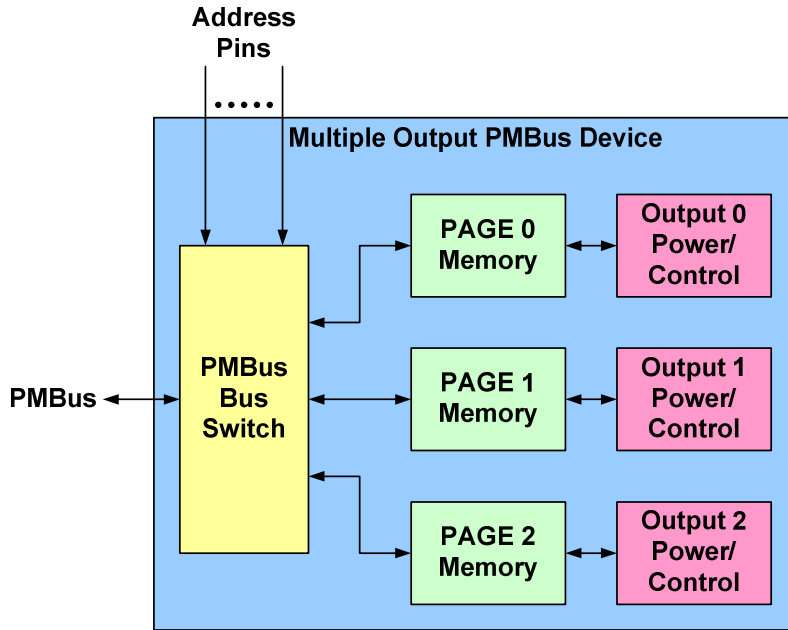 Address
Pins
Multiple Output PMBus Device
PAGE 0
Memory
Output 0
Power/
Control
PMBus
PMBus
Bus
Switch
PAGE 1
Memory
Output 1
Power/
Control
PAGE 2
Memory
Output 2
Power/
Control